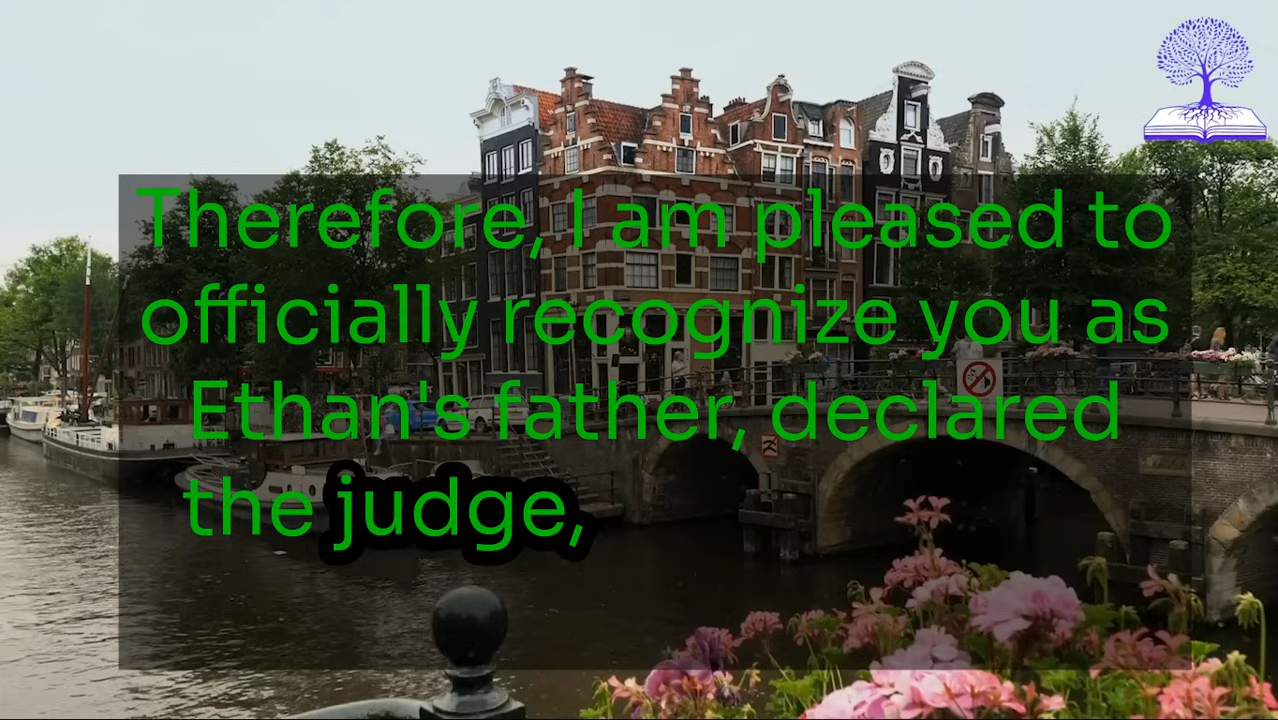 Therefore, I am pleased to
officially recognize you as
Ethan's father, declared
the judge,